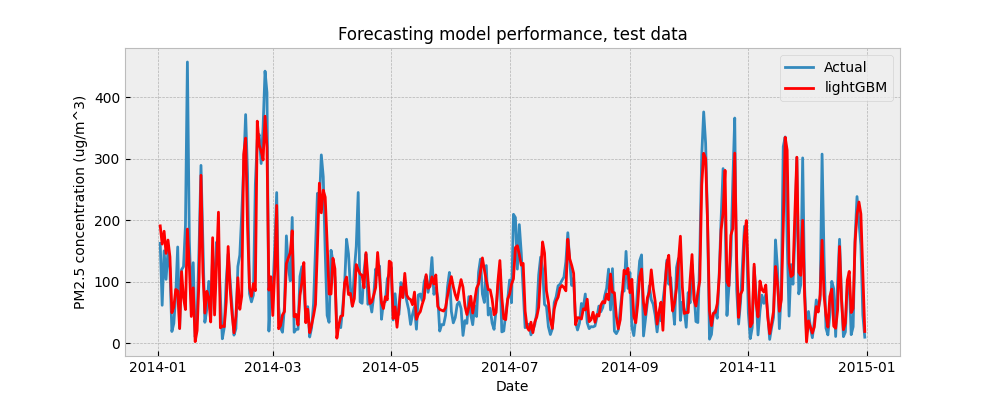 Forecasting model performance, test data
Actual
lightGBM
PM2.5 concentration (ug/m^3)
400
300
200
100
0
2014-01
2014-03
2014-05
2014-07
2014-09
2014-11
2015-01
Date